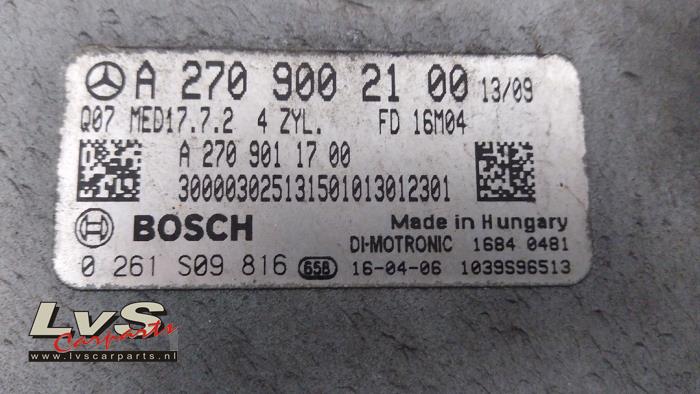 A 270 900 21 00 13/09
Q07 MED17.7.2 4 ZYL. FD 16M04
A 270 901 17 00
300003025131501013012301
BOSCH Made in Hungary
DI-MOTRONIC 1684 0481
0 261 S09 816 658 16-04-06 1039S96513
LvS
Carparts
www.lvscarparts.nl